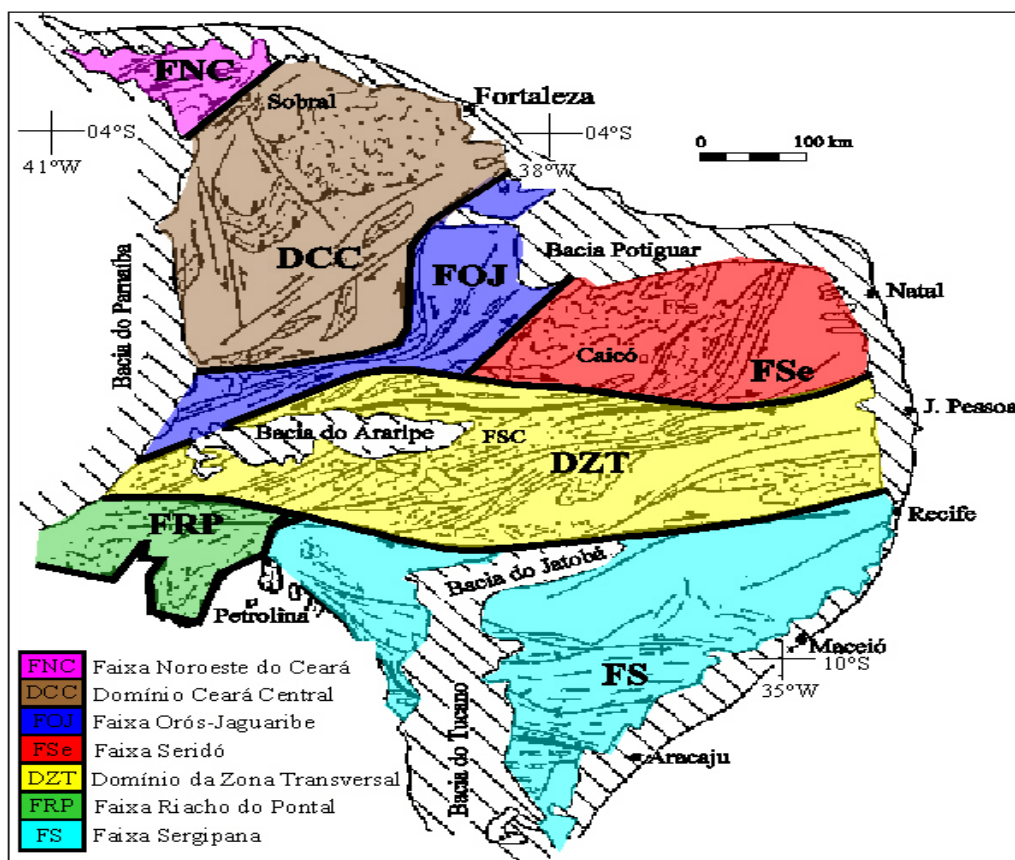 FNC
Sobral
Fortaleza
04°S
04°S
41°W
38°W
0 100 km
DCC
FOJ
Bacia Potiguar
Bacia do Parnaíba
FSe
Natal
Caicó
FSe
J. Pessoa
Bacia do Araripe
FSC
DZT
FRP
Recife
Bacia do Jatobá
Petrolina
Maceió
10°S
35°W
FS
Bacia do Tucano
Aracaju
FNC Faixa Noroeste do Ceará
DCC Domínio Ceará Central
FOJ Faixa Orós-Jaguaribe
FSe Faixa Seridó
DZT Domínio da Zona Transversal
FRP Faixa Riacho do Pontal
FS Faixa Sergipana